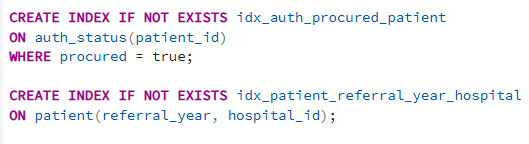 CREATE INDEX IF NOT EXISTS idx_auth_procured_patient
ON auth_status(patient_id)
WHERE procured = true;
CREATE INDEX IF NOT EXISTS idx_patient_referral_year_hospital
ON patient(referral_year, hospital_id);